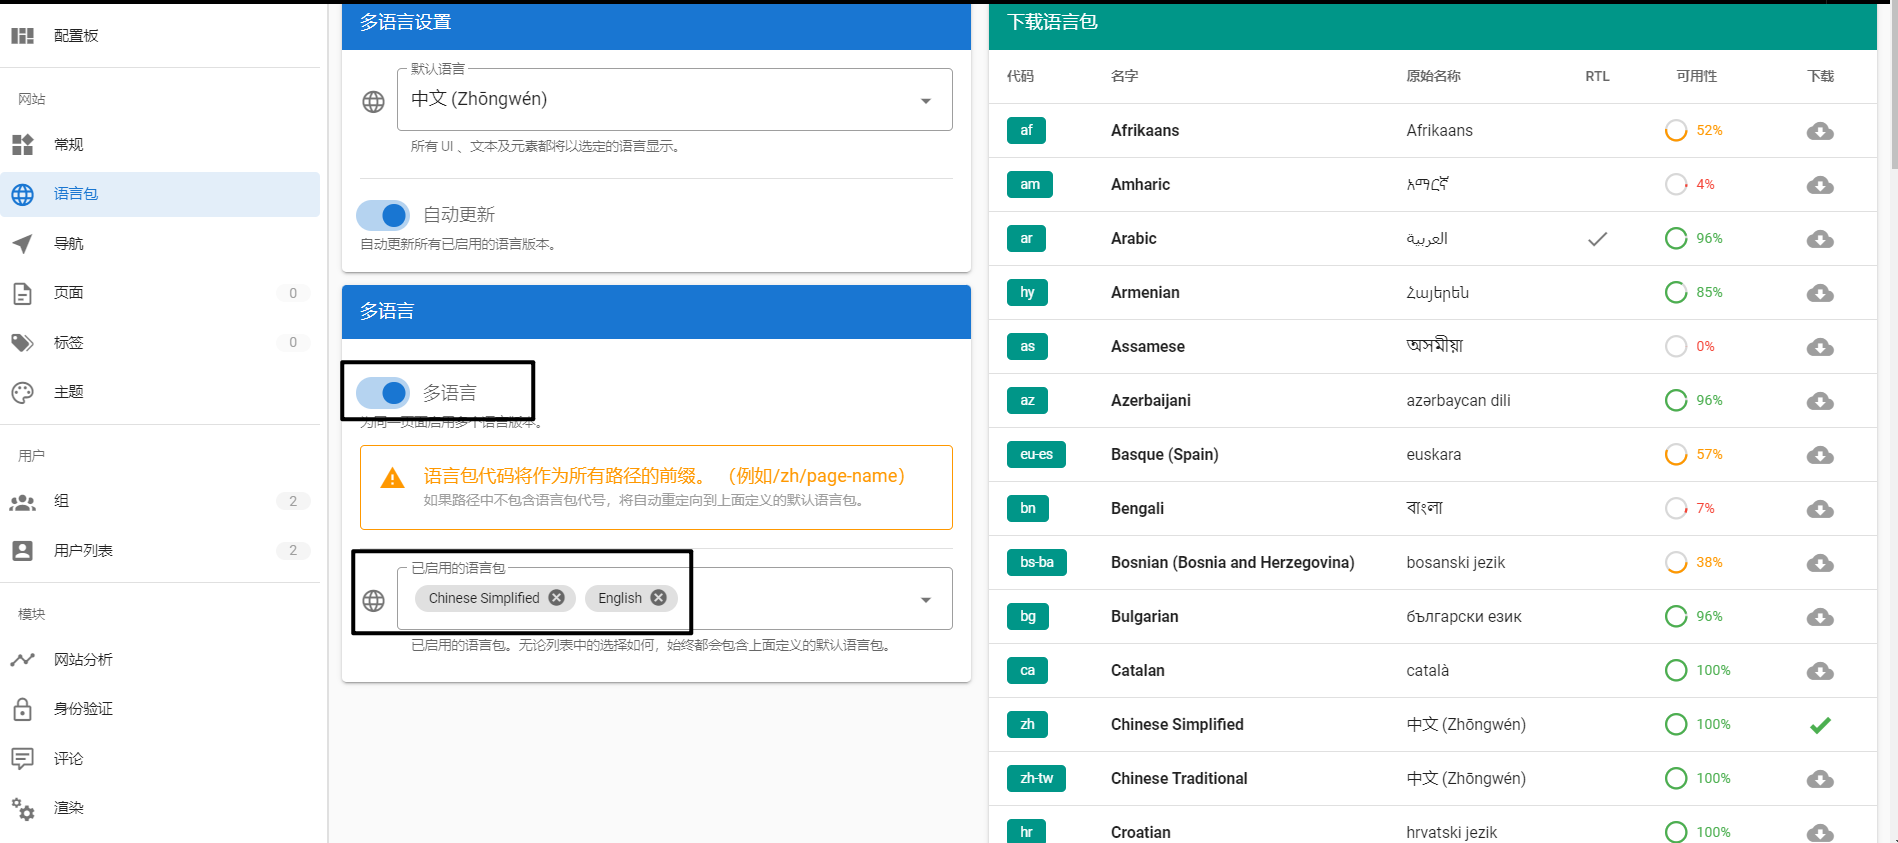 配置板
网站
常规
语言包
导航
页面
0
标签
0
主题
用户
组
2
用户列表
2
模块
网站分析
身份验证
评论
渲染
多语言设置
默认语言
中文 (Zhōngwén)
所有 UI 、文本及元素都将以选定的语言显示。
自动更新
自动更新所有已启用的语言版本。
多语言
多语言
为同一页面启用多个语言版本。
语言包代码将作为所有路径的前缀。 （例如/zh/page-name）
如果路径中不包含语言包代号，将自动重定向到上面定义的默认语言包。
已启用的语言包
Chinese Simplified English
已启用的语言包。无论列表中的选择如何，始终都会包含上面定义的默认语言包。
下载语言包
代码 名字 原始名称 RTL 可用性 下载
af Afrikaans Afrikaans 52%
am Amharic አማርኛ 4%
ar Arabic العربية 96%
hy Armenian Հայերեն 85%
as Assamese অসমীয়া 0%
az Azerbaijani azərbaycan dili 96%
eu-es Basque (Spain) euskara 57%
bn Bengali বাংলা 7%
bs-ba Bosnian (Bosnia and Herzegovina) bosanski jezik 38%
bg Bulgarian български език 96%
ca Catalan català 100%
zh Chinese Simplified 中文 (Zhōngwén) 100%
zh-tw Chinese Traditional 中文 (Zhōngwén) 100%
hr Croatian hrvatski jezik 100%